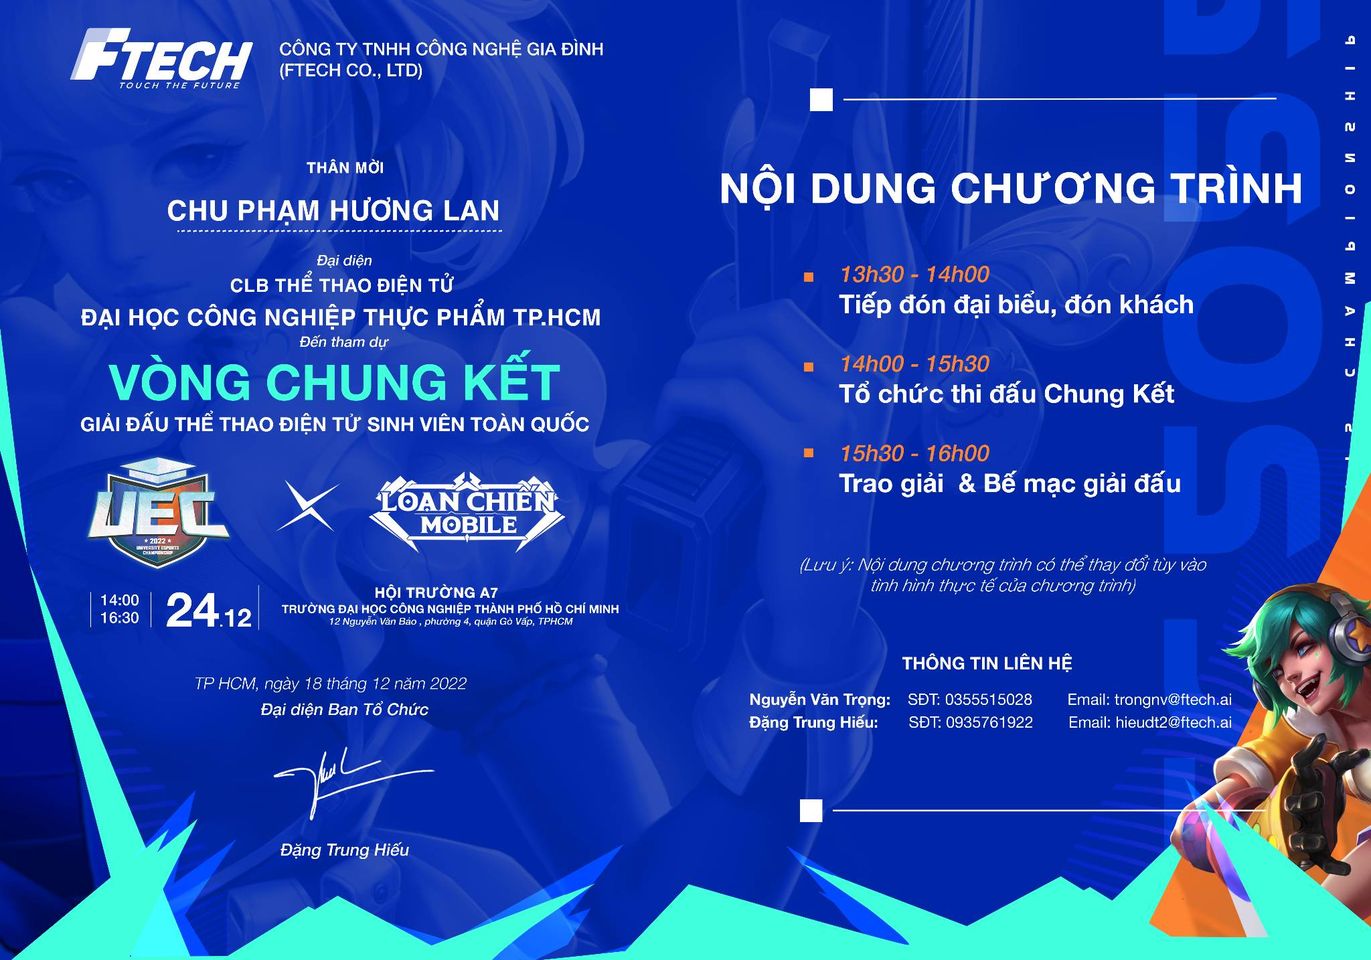 FTECH
TOUCH THE FUTURE
CÔNG TY TNHH CÔNG NGHỆ GIA ĐÌNH
(FTECH CO., LTD)
THÂN MỜI
CHU PHẠM HƯƠNG LAN
Đại diện
CLB THỂ THAO ĐIỆN TỬ
ĐẠI HỌC CÔNG NGHIỆP THỰC PHẨM TP.HCM
Đến tham dự
VÒNG CHUNG KẾT
GIẢI ĐẤU THỂ THAO ĐIỆN TỬ SINH VIÊN TOÀN QUỐC
UEC
2022
UNIVERSITY ESPORTS
CHAMPIONSHIP
LOẠN CHIẾN
MOBILE
14:00
16:30
24.12
HỘI TRƯỜNG A7
TRƯỜNG ĐẠI HỌC CÔNG NGHIỆP THÀNH PHỐ HỒ CHÍ MINH
12 Nguyễn Văn Bảo , phường 4, quận Gò Vấp, TPHCM
TP HCM, ngày 18 tháng 12 năm 2022
Đại diện Ban Tổ Chức
Đặng Trung Hiếu
NỘI DUNG CHƯƠNG TRÌNH
13h30 - 14h00
Tiếp đón đại biểu, đón khách
14h00 - 15h30
Tổ chức thi đấu Chung Kết
15h30 - 16h00
Trao giải & Bế mạc giải đấu
(Lưu ý: Nội dung chương trình có thể thay đổi tùy vào
tình hình thực tế của chương trình)
THÔNG TIN LIÊN HỆ
Nguyễn Văn Trọng: SĐT: 0355515028 Email: trongnv@ftech.ai
Đặng Trung Hiếu: SĐT: 0935761922 Email: hieudt2@ftech.ai